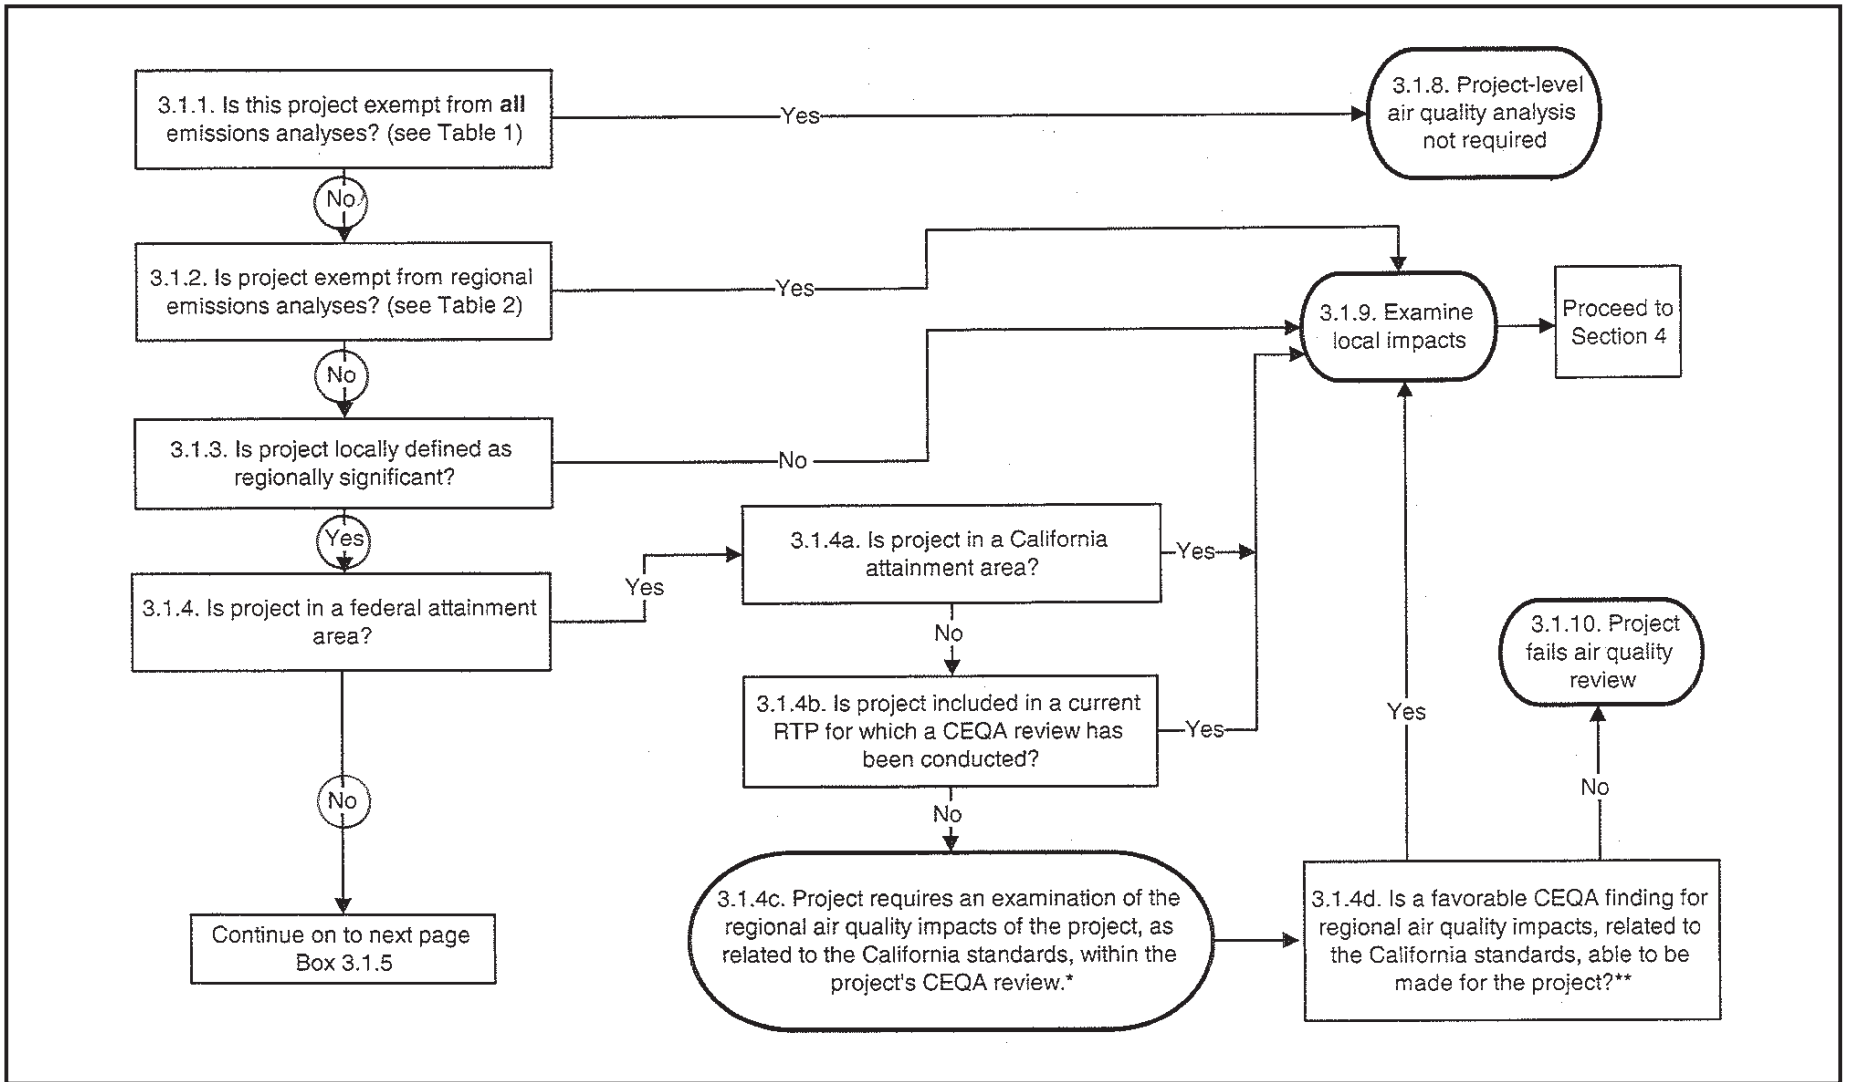 3.1.1. Is this project exempt from all
emissions analyses? (see Table 1)
Yes
3.1.8. Project-level
air quality analysis
not required
No
3.1.2. Is project exempt from regional
emissions analyses? (see Table 2)
Yes
3.1.9. Examine
local impacts
Proceed to
Section 4
No
3.1.3. Is project locally defined as
regionally significant?
No
Yes
3.1.4. Is project in a federal attainment
area?
Yes
3.1.4a. Is project in a California
attainment area?
Yes
No
3.1.4b. Is project included in a current
RTP for which a CEQA review has
been conducted?
Yes
No
3.1.4c. Project requires an examination of the
regional air quality impacts of the project, as
related to the California standards, within the
project's CEQA review.*
3.1.4d. Is a favorable CEQA finding for
regional air quality impacts, related to
the California standards, able to be
made for the project?**
Yes
No
3.1.10. Project
fails air quality
review
No
Continue on to next page
Box 3.1.5